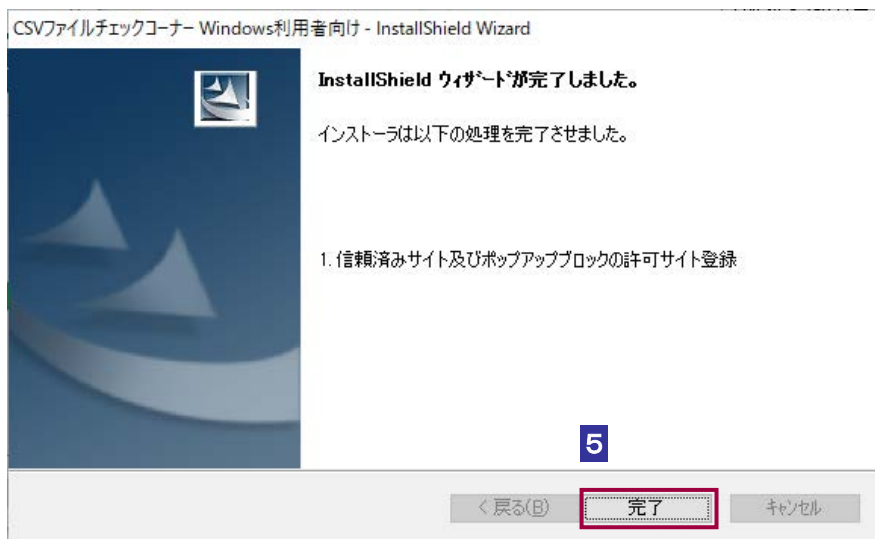 CSVファイルチェックコーナー Windows利用者向け - InstallShield Wizard
InstallShield ウィザードが完了しました。
インストーラは以下の処理を完了させました。
1. 信頼済みサイト及びポップアップブロックの許可サイト登録
5
< 戻る(B)
完了
キャンセル